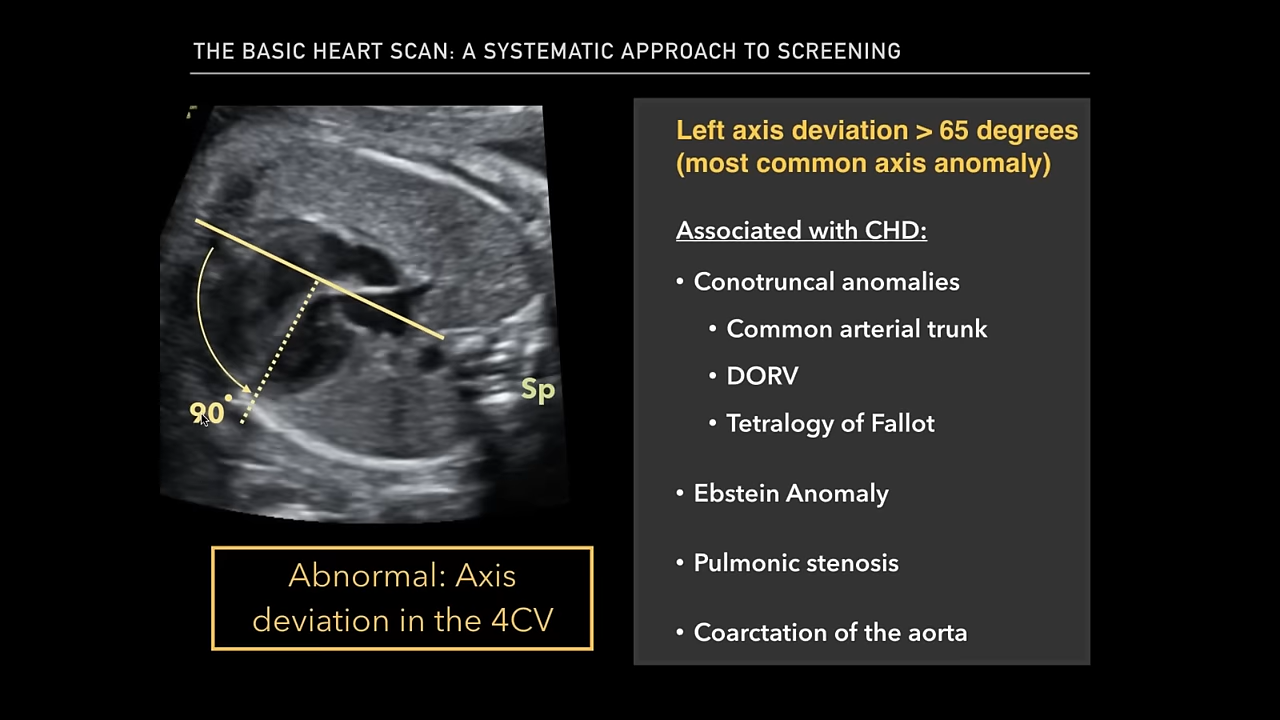 THE BASIC HEART SCAN: A SYSTEMATIC APPROACH TO SCREENING
Sp
90°
Abnormal: Axis
deviation in the 4CV
Left axis deviation > 65 degrees
(most common axis anomaly)
Associated with CHD:
• Conotruncal anomalies
• Common arterial trunk
• DORV
• Tetralogy of Fallot
• Ebstein Anomaly
• Pulmonic stenosis
• Coarctation of the aorta